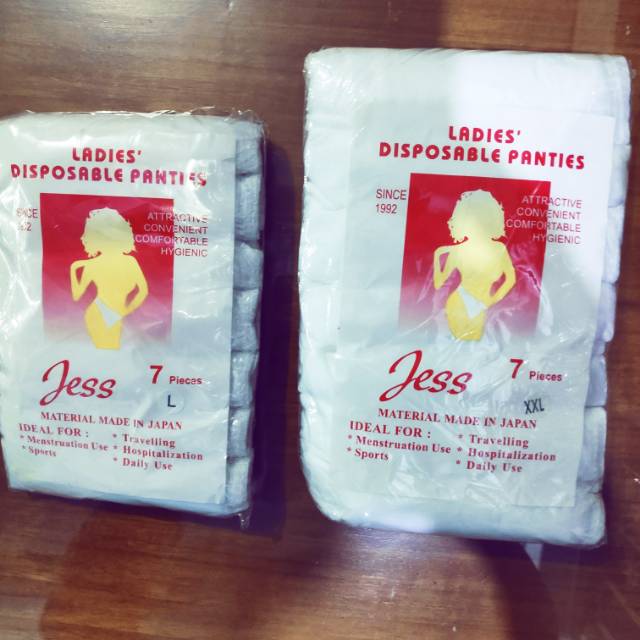 LADIES'
DISPOSABLE PANTIES
ATTRACTIVE
CONVENIENT
COMFORTABLE
HYGIENIC
Jess
7 Pieces
L
MATERIAL MADE IN JAPAN
IDEAL FOR :
* Menstruation Use
* Sports
* Travelling
* Hospitalization
* Daily Use
LADIES'
DISPOSABLE PANTIES
SINCE
1992
ATTRACTIVE
CONVENIENT
COMFORTABLE
HYGIENIC
Jess
7 Pieces
XXL
MATERIAL MADE IN JAPAN
IDEAL FOR :
* Menstruation Use
* Sports
* Travelling
* Hospitalization
* Daily Use